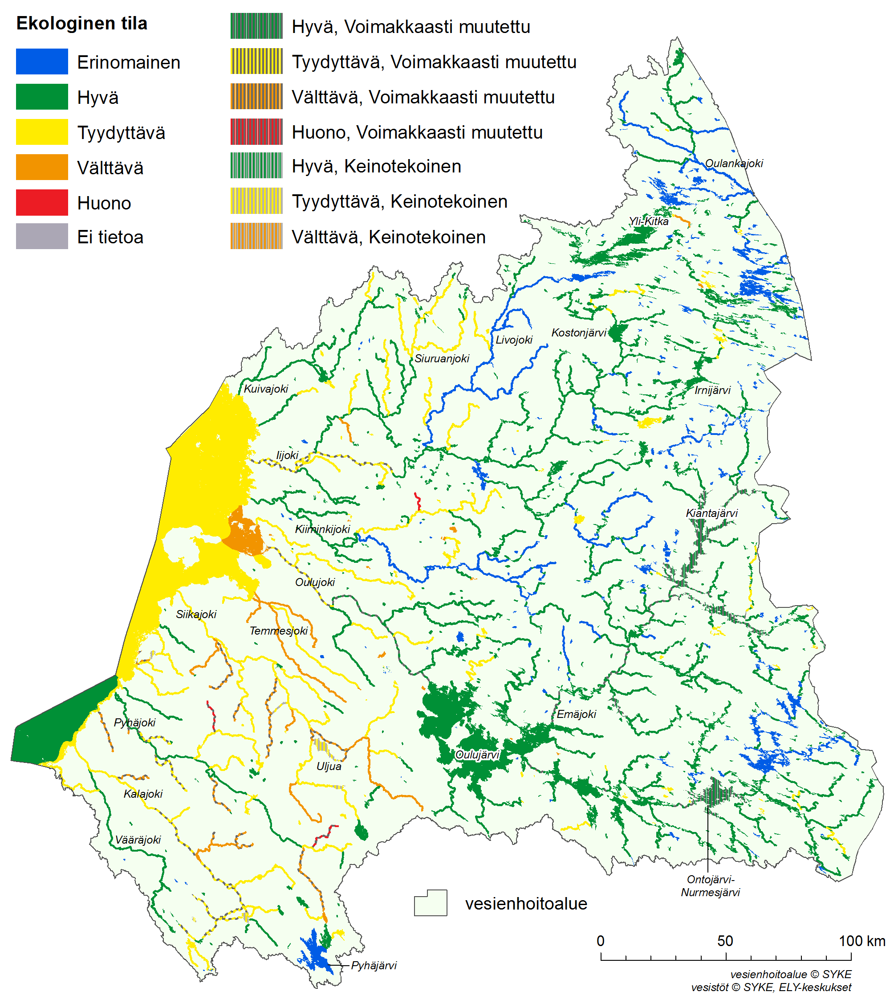 Ekologinen tila
Erinomainen
Hyvä
Tyydyttävä
Välttävä
Huono
Ei tietoa
Hyvä, Voimakkaasti muutettu
Tyydyttävä, Voimakkaasti muutettu
Välttävä, Voimakkaasti muutettu
Huono, Voimakkaasti muutettu
Hyvä, Keinotekoinen
Tyydyttävä, Keinotekoinen
Välttävä, Keinotekoinen
Oulankajoki
Yli-Kitka
Livojoki
Kostonjärvi
Siuruanjoki
Kuivajoki
Irnijärvi
Iijoki
Kiantajärvi
Kiiminkijoki
Oulujoki
Siikajoki
Temmesjoki
Emäjoki
Pyhäjoki
Oulujärvi
Uljua
Kalajoki
Vääräjoki
Ontojärvi-
Nurmesjärvi
vesienhoitoalue
0 50 100 km
Pyhäjärvi
vesienhoitoalue © SYKE
vesistöt © SYKE, ELY-keskukset